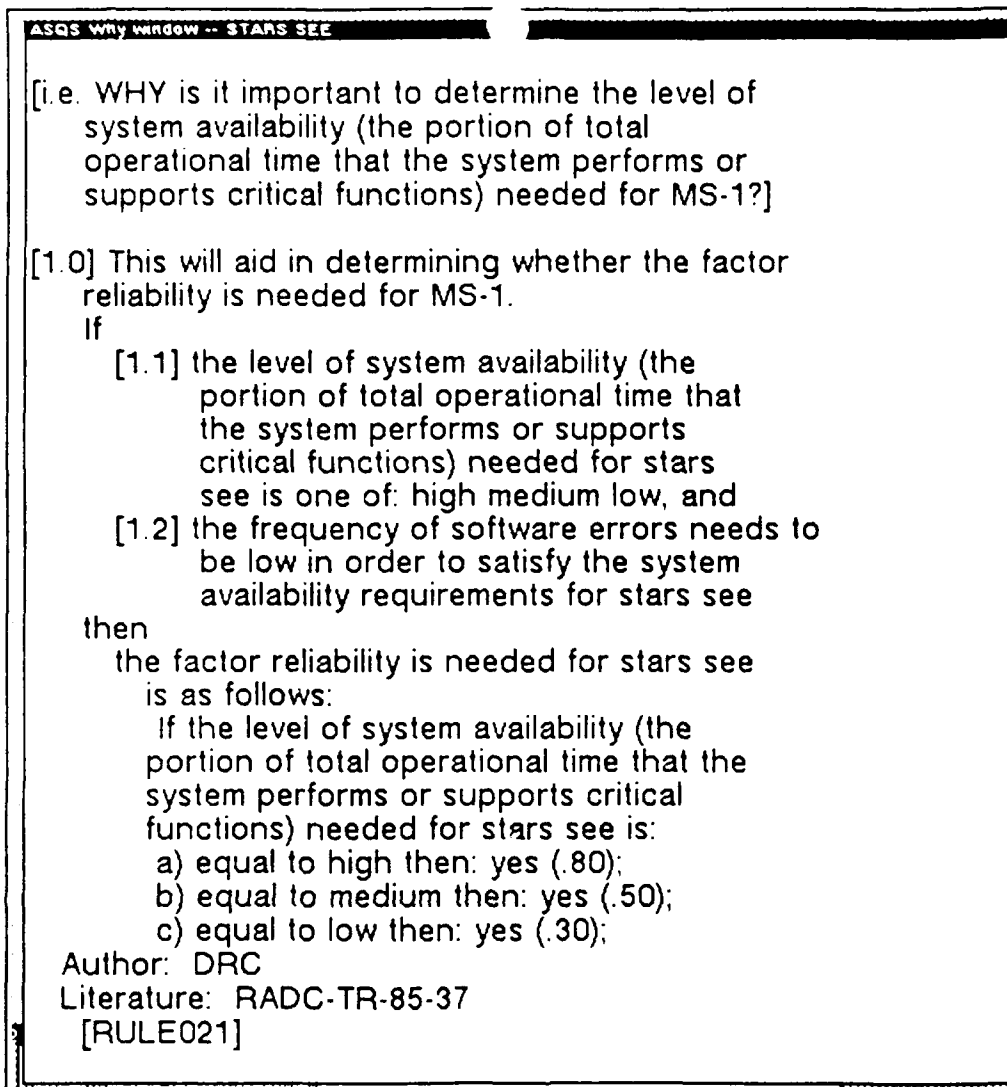 ASQS Why window -- STARS SEE
[i.e. WHY is it important to determine the level of
system availability (the portion of total
operational time that the system performs or
supports critical functions) needed for MS-1?]
[1.0] This will aid in determining whether the factor
reliability is needed for MS-1.
If
[1.1] the level of system availability (the
portion of total operational time that
the system performs or supports
critical functions) needed for stars
see is one of: high medium low, and
[1.2] the frequency of software errors needs to
be low in order to satisfy the system
availability requirements for stars see
then
the factor reliability is needed for stars see
is as follows:
If the level of system availability (the
portion of total operational time that the
system performs or supports critical
functions) needed for stars see is:
a) equal to high then: yes (.80);
b) equal to medium then: yes (.50);
c) equal to low then: yes (.30);
Author: DRC
Literature: RADC-TR-85-37
[RULE021]